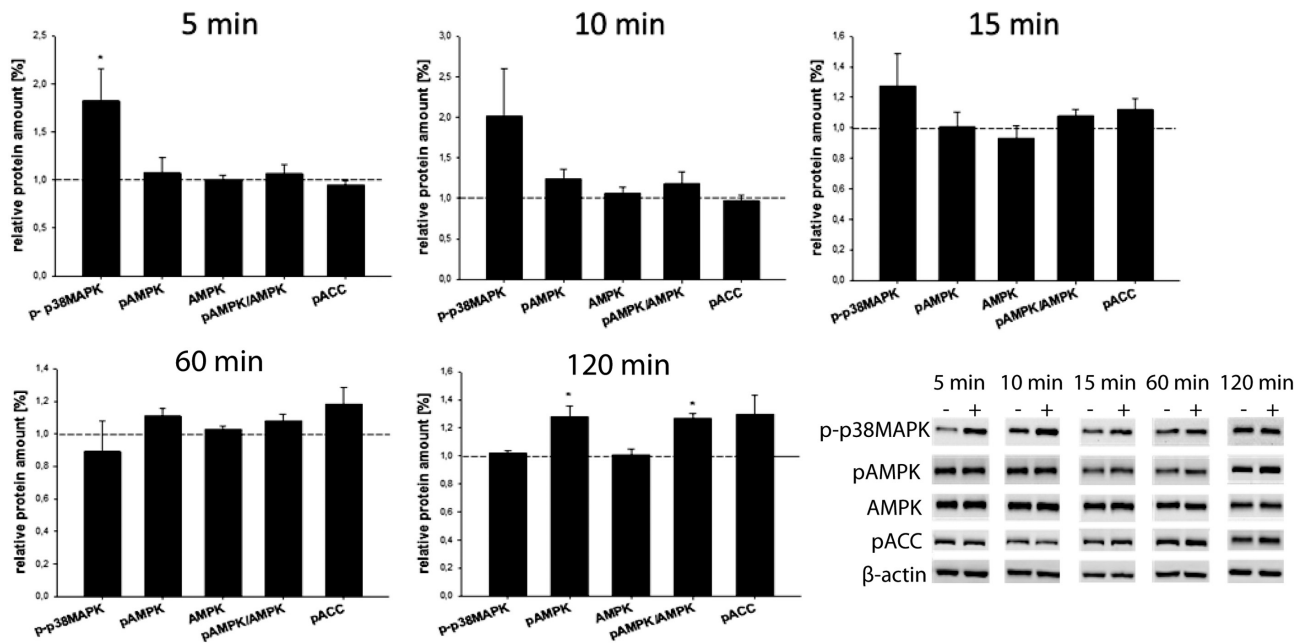 5 min
relative protein amount [%]
2,5
2,0
1,5
1,0
0,5
0,0
*
p- p38MAPK
pAMPK
AMPK
pAMPK/AMPK
pACC
10 min
relative protein amount [%]
3,0
2,5
2,0
1,5
1,0
0,5
0,0
p-p38MAPK
pAMPK
AMPK
pAMPK/AMPK
pACC
15 min
relative protein amount [%]
1,6
1,4
1,2
1,0
0,8
0,6
0,4
0,2
0,0
p-p38MAPK
pAMPK
AMPK
pAMPK/AMPK
pACC
60 min
relative protein amount [%]
1,4
1,2
1,0
0,8
0,6
0,4
0,2
0,0
p-p38MAPK
pAMPK
AMPK
pAMPK/AMPK
pACC
120 min
relative protein amount [%]
1,6
1,4
1,2
1,0
0,8
0,6
0,4
0,2
0,0
* *
p-p38MAPK
pAMPK
AMPK
pAMPK/AMPK
pACC
5 min 10 min 15 min 60 min 120 min
- + - + - + - + - +
p-p38MAPK
pAMPK
AMPK
pACC
β-actin